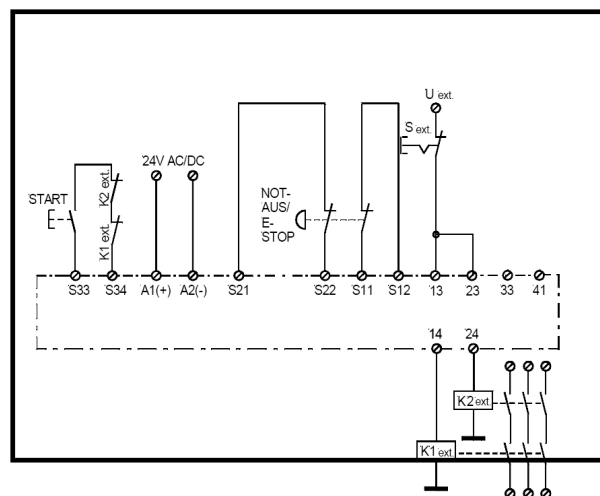 U ext.
S ext.
24V AC/DC
K2 ext.
K1 ext.
START
NOT-
AUS/
E-
STOP
S33 S34 A1(+) A2(-) S21 S22 S11 S12 13 23 33 41
14 24
K2 ext.
K1 ext.